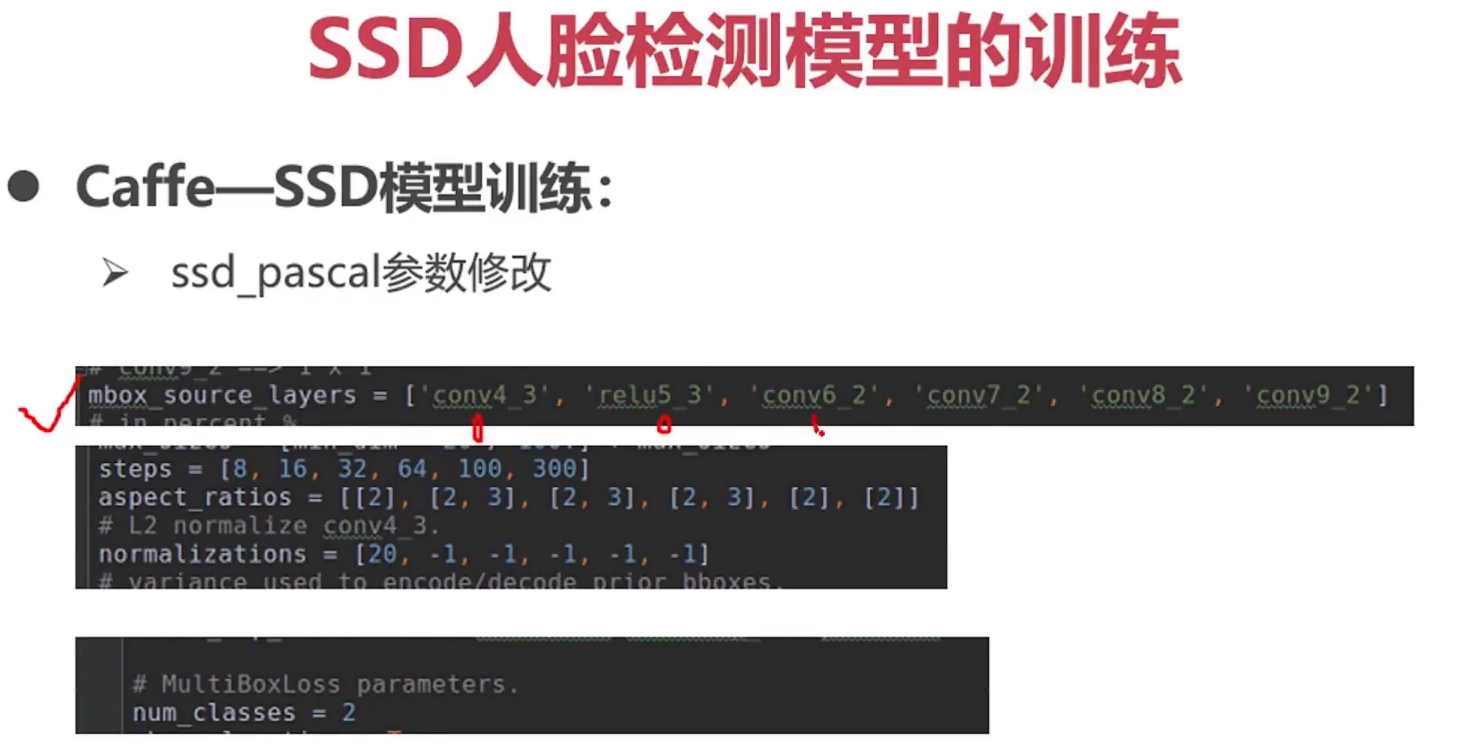 SSD人脸检测模型的训练
● Caffe—SSD模型训练：
➢ ssd_pascal参数修改
# conv9_2 ==> 1 x 1
mbox_source_layers = ['conv4_3', 'relu5_3', 'conv6_2', 'conv7_2', 'conv8_2', 'conv9_2']
# in percent %
steps = [8, 16, 32, 64, 100, 300]
aspect_ratios = [[2], [2, 3], [2, 3], [2, 3], [2], [2]]
# L2 normalize conv4_3.
normalizations = [20, -1, -1, -1, -1, -1]
# variance used to encode/decode prior bboxes.
# MultiBoxLoss parameters.
num_classes = 2